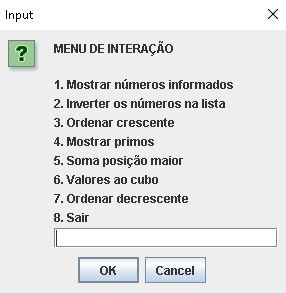 Input
MENU DE INTERAÇÃO
1. Mostrar números informados
2. Inverter os números na lista
3. Ordenar crescente
4. Mostrar primos
5. Soma posição maior
6. Valores ao cubo
7. Ordenar decrescente
8. Sair
OK Cancel